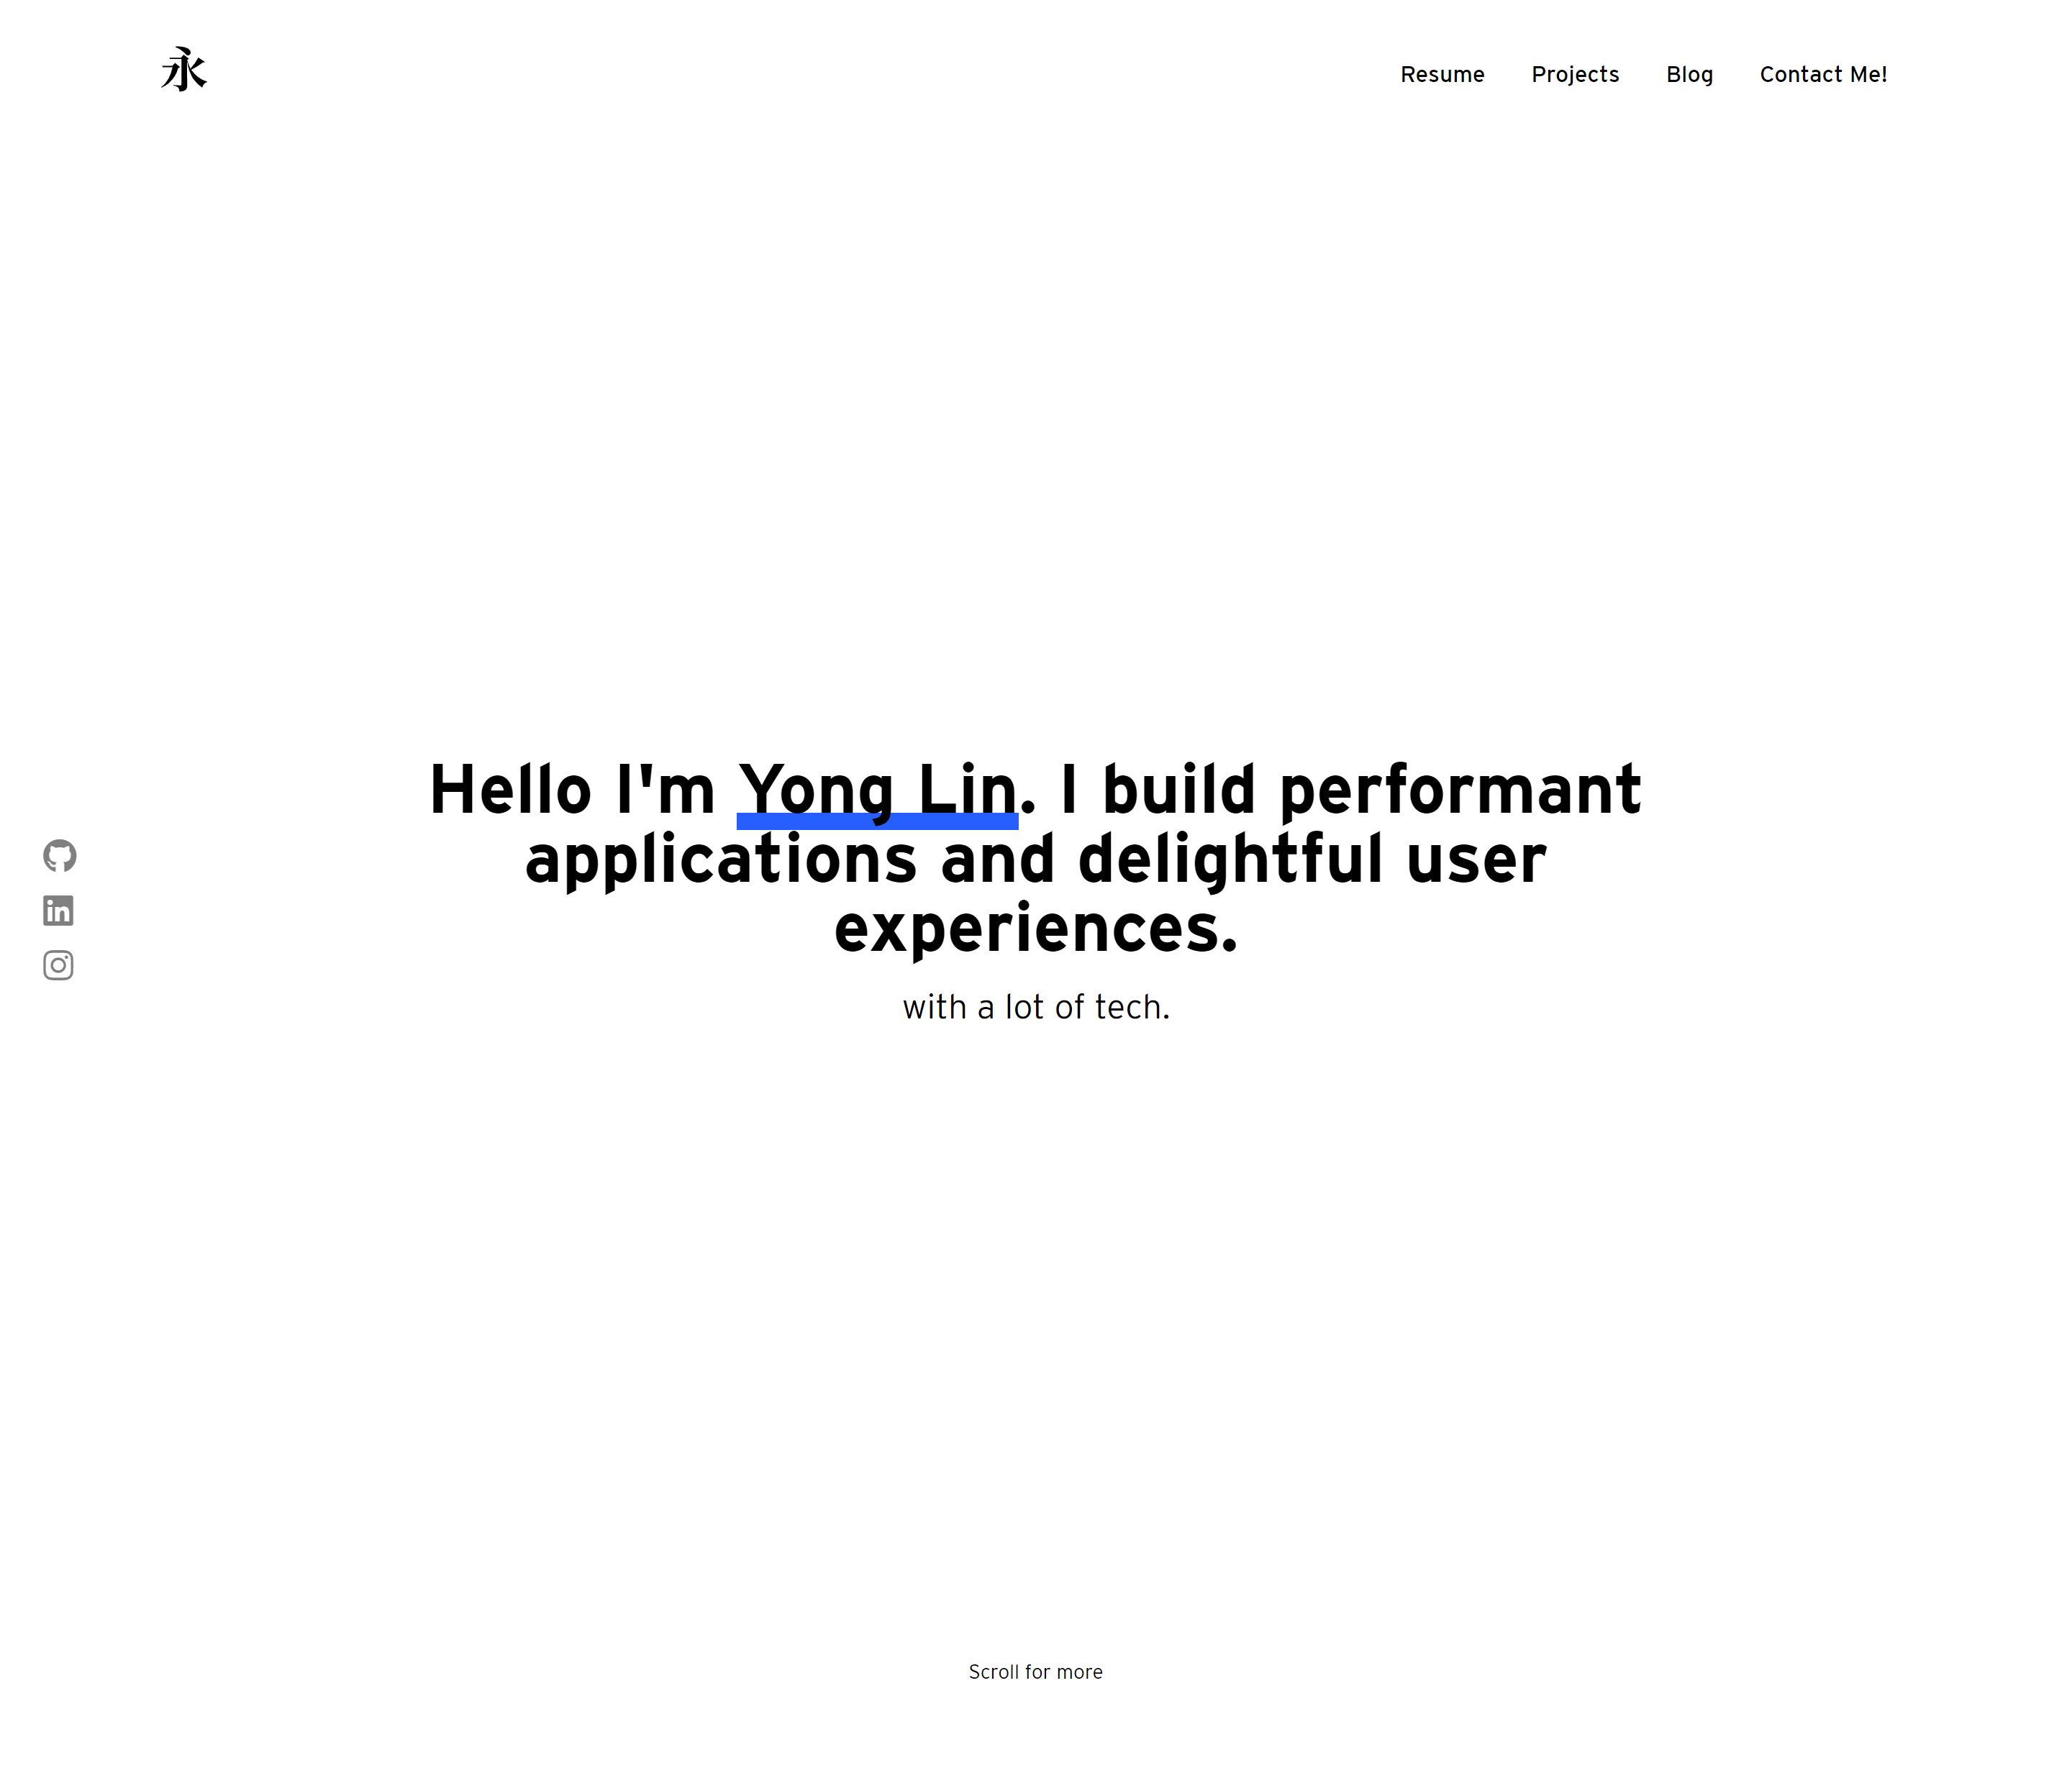 永
Resume Projects Blog Contact Me!
Hello I'm Yong Lin. I build performant
applications and delightful user
experiences.
in
with a lot of tech.
Scroll for more